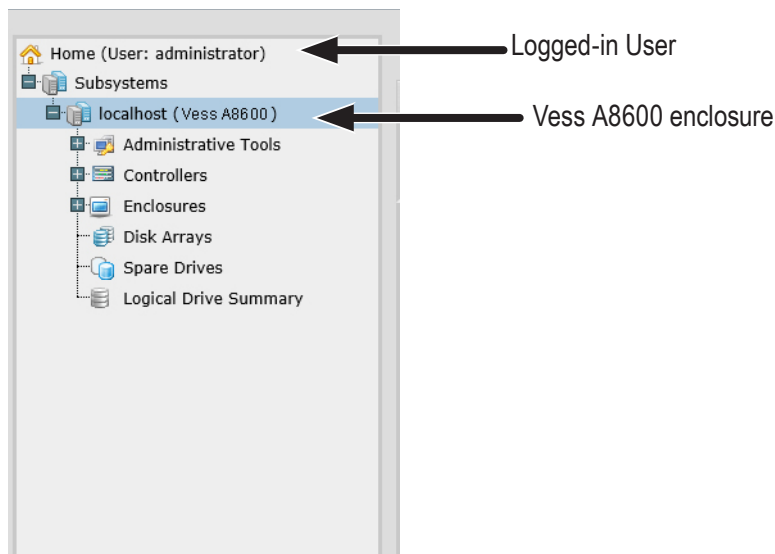 Home (User: administrator)
Logged-in User
Subsystems
localhost (Vess A8600)
Vess A8600 enclosure
Administrative Tools
Controllers
Enclosures
Disk Arrays
Spare Drives
Logical Drive Summary